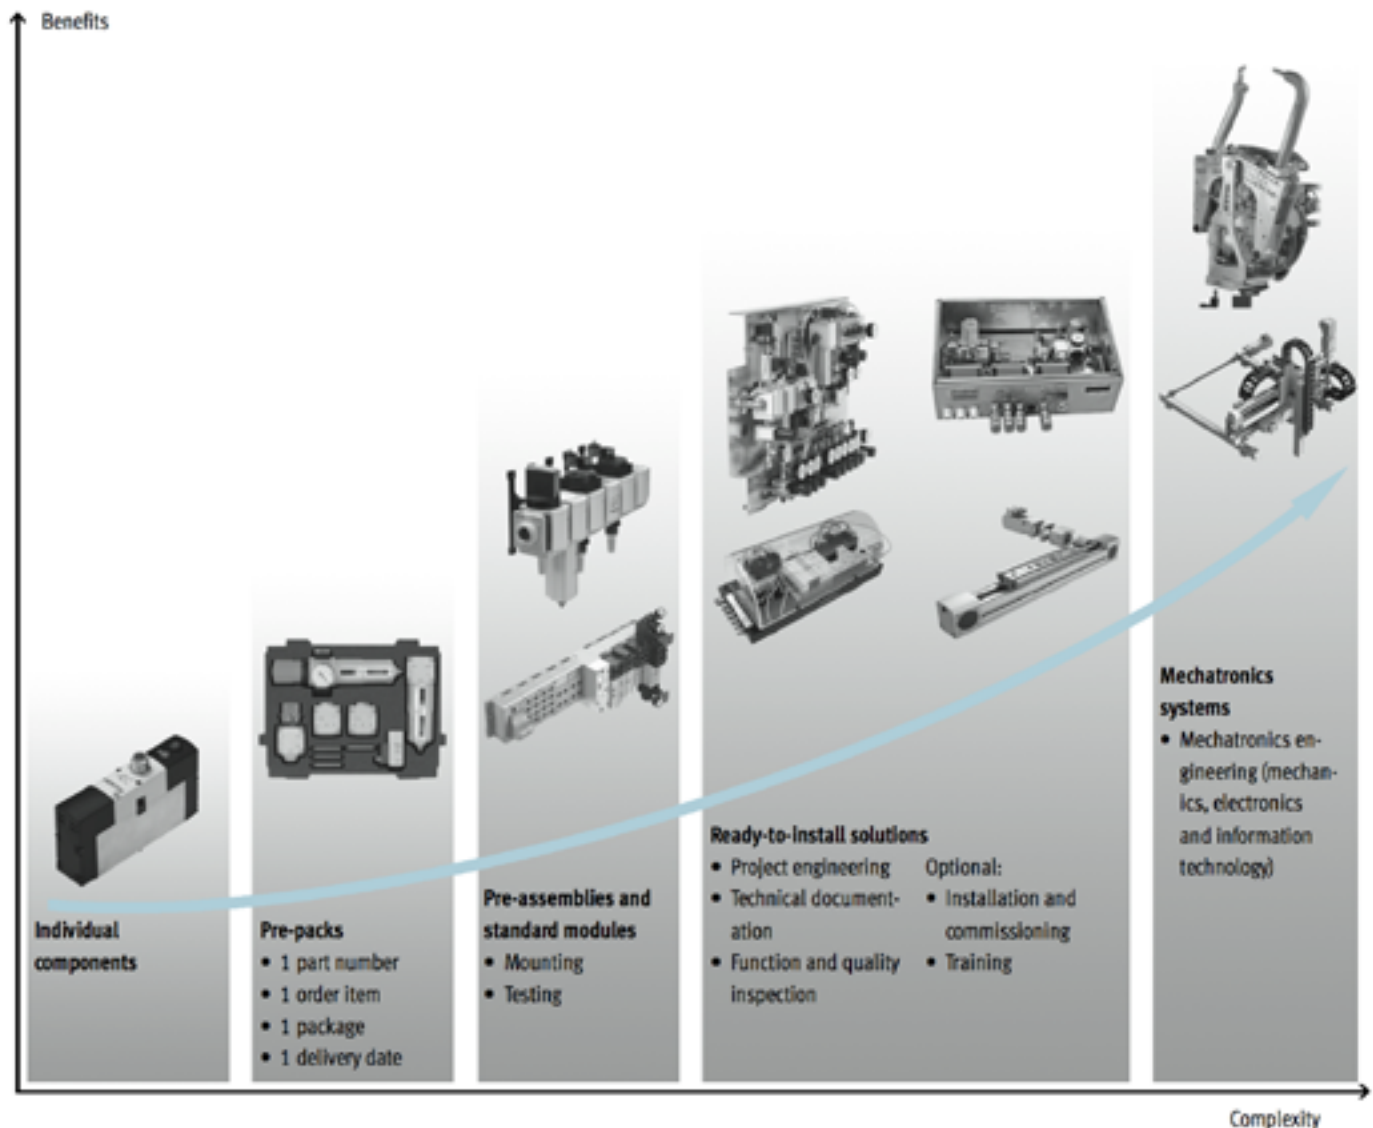 Benefits
Individual
components
Pre-packs
• 1 part number
• 1 order item
• 1 package
• 1 delivery date
Pre-assemblies and
standard modules
• Mounting
• Testing
Ready-to-install solutions
• Project engineering
• Technical document-
ation
• Function and quality
inspection
Optional:
• Installation and
commissioning
• Training
Mechatronics
systems
• Mechatronics en-
gineering (mechan-
ics, electronics
and information
technology)
Complexity